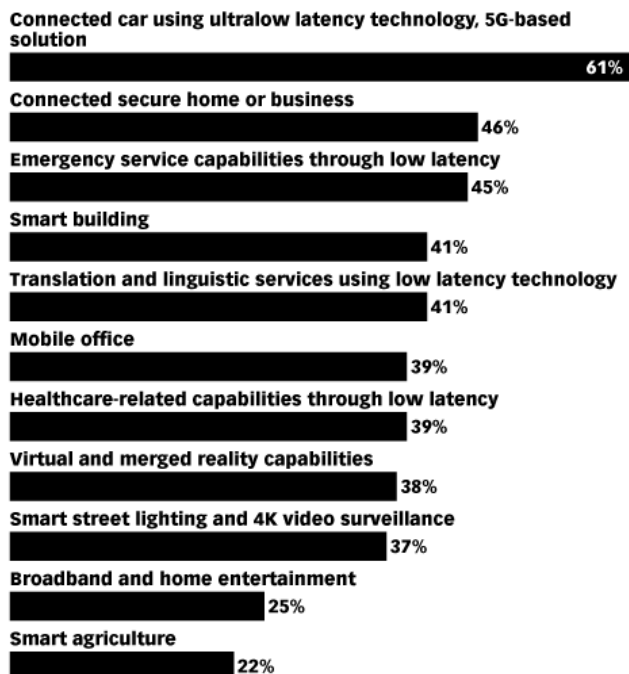 Connected car using ultralow latency technology, 5G-based
solution
61%
Connected secure home or business
46%
Emergency service capabilities through low latency
45%
Smart building
41%
Translation and linguistic services using low latency technology
41%
Mobile office
39%
Healthcare-related capabilities through low latency
39%
Virtual and merged reality capabilities
38%
Smart street lighting and 4K video surveillance
37%
Broadband and home entertainment
25%
Smart agriculture
22%